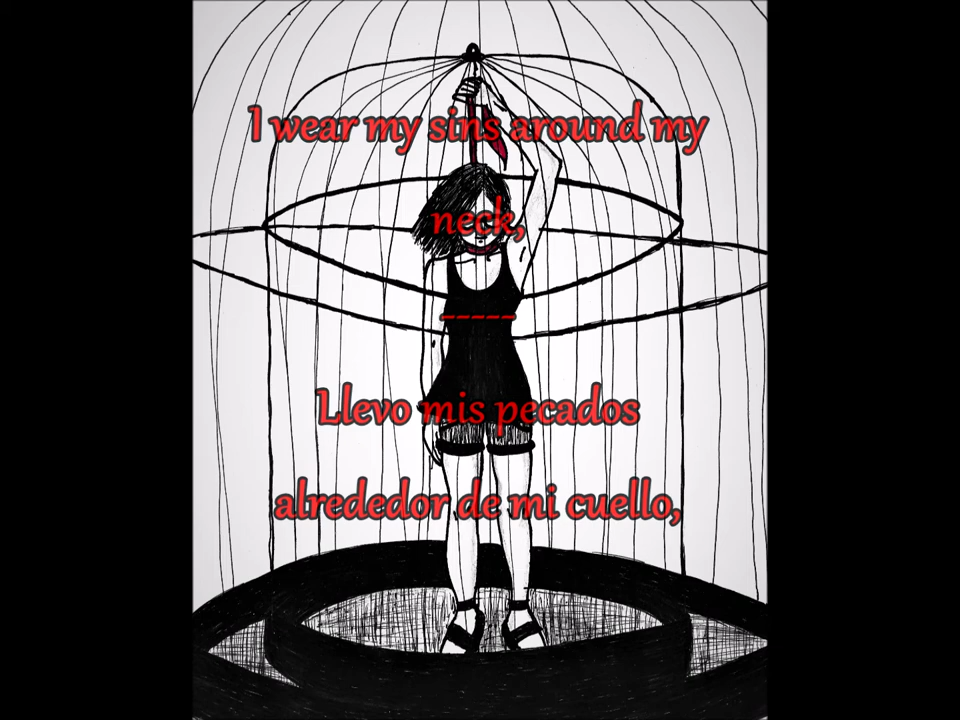 I wear my sins around my
neck,
-----
Llevo mis pecados
alrededor de mi cuello,